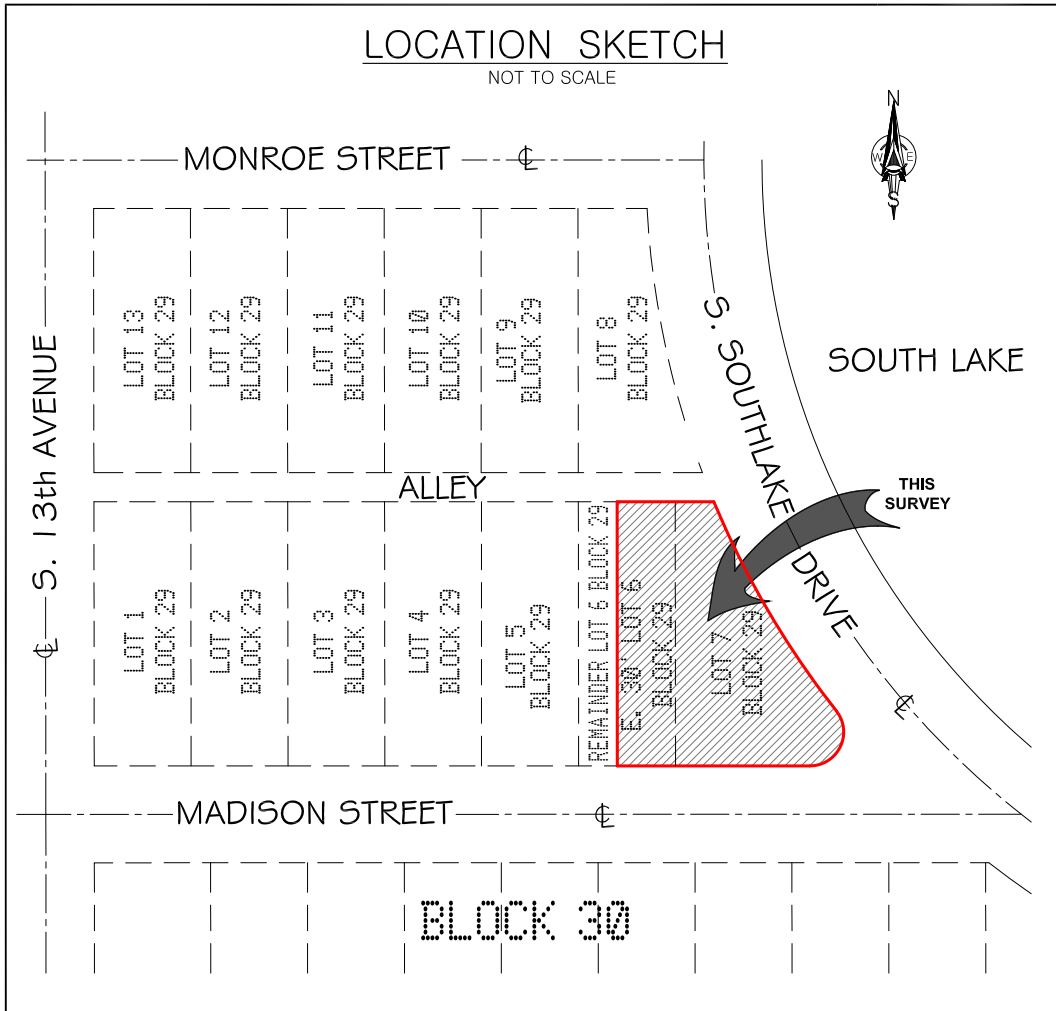 LOCATION SKETCH
NOT TO SCALE
N
W E
S
MONROE STREET ℄
S. 13th AVENUE
℄
LOT 13
BLOCK 29
LOT 12
BLOCK 29
LOT 11
BLOCK 29
LOT 10
BLOCK 29
LOT 9
BLOCK 29
LOT 8
BLOCK 29
S. SOUTHLAKE DRIVE
℄
SOUTH LAKE
ALLEY
THIS
SURVEY
LOT 1
BLOCK 29
LOT 2
BLOCK 29
LOT 3
BLOCK 29
LOT 4
BLOCK 29
LOT 5
BLOCK 29
REMAINDER LOT 6 BLOCK 29
E. 30' LOT 6
BLOCK 29
LOT 7
BLOCK 29
MADISON STREET ℄
BLOCK 30